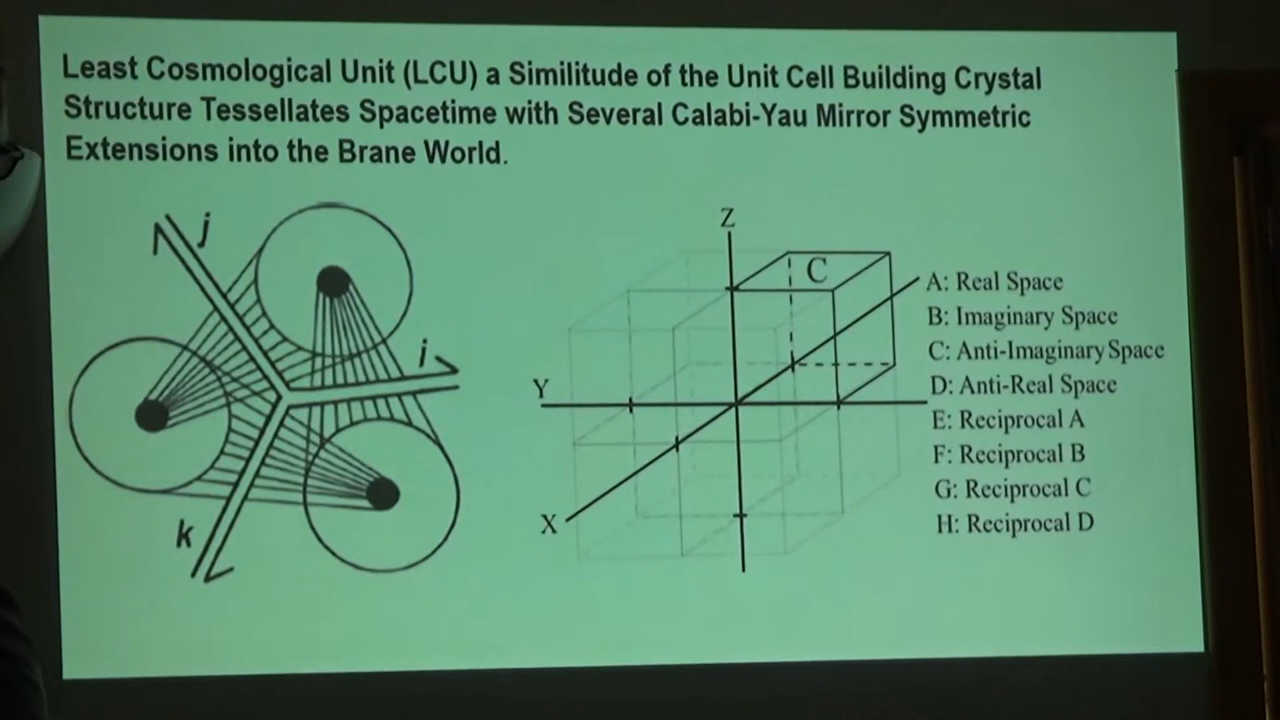 Least Cosmological Unit (LCU) a Similitude of the Unit Cell Building Crystal
Structure Tessellates Spacetime with Several Calabi-Yau Mirror Symmetric
Extensions into the Brane World.
j
i
k
Z
C
Y
X
A: Real Space
B: Imaginary Space
C: Anti-Imaginary Space
D: Anti-Real Space
E: Reciprocal A
F: Reciprocal B
G: Reciprocal C
H: Reciprocal D